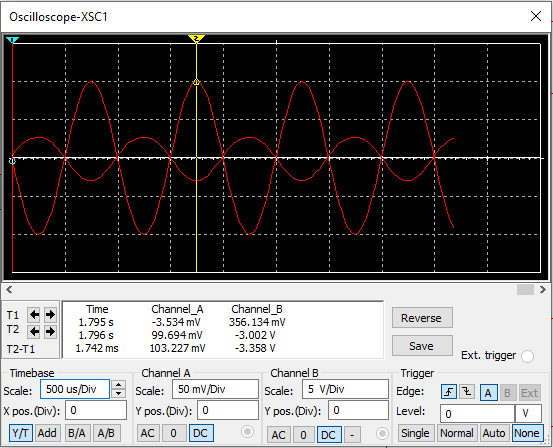 Oscilloscope-XSC1
1
2
Time Channel_A Channel_B
T1 1.795 s -3.534 mV 356.134 mV
T2 1.796 s 99.694 mV -3.002 V
T2-T1 1.742 ms 103.227 mV -3.358 V
Reverse
Save
Ext. trigger
Timebase
Scale: 500 us/Div
X pos.(Div): 0
Y/T Add B/A A/B
Channel A
Scale: 50 mV/Div
Y pos.(Div): 0
AC 0 DC
Channel B
Scale: 5 V/Div
Y pos.(Div): 0
AC 0 DC -
Trigger
Edge: A B Ext
Level: 0 V
Single Normal Auto None